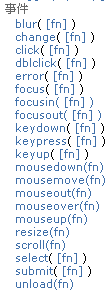 事件
blur( [fn] )
change( [fn] )
click( [fn] )
dblclick( [fn] )
error( [fn] )
focus( [fn] )
focusin( [fn] )
focusout( [fn] )
keydown( [fn] )
keypress( [fn] )
keyup( [fn] )
mousedown(fn)
mousemove(fn)
mouseout(fn)
mouseover(fn)
mouseup(fn)
resize(fn)
scroll(fn)
select( [fn] )
submit( [fn] )
unload(fn)